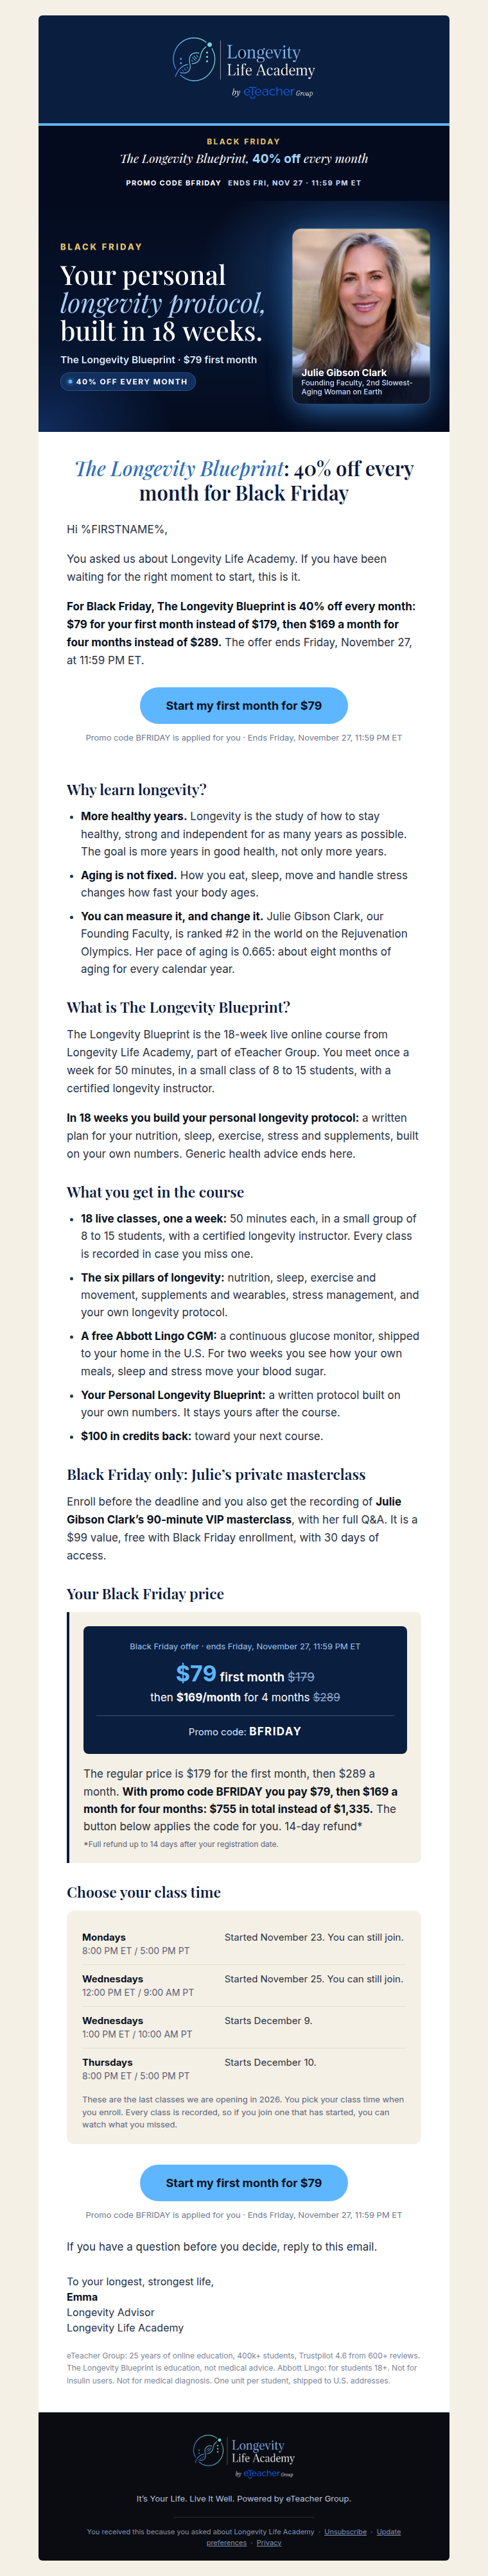 Longevity
Life Academy
by eTeacher Group
BLACK FRIDAY
The Longevity Blueprint, 40% off every month
PROMO CODE BFRIDAY ENDS FRI, NOV 27 · 11:59 PM ET
BLACK FRIDAY
Your personal
longevity protocol,
built in 18 weeks.
The Longevity Blueprint · $79 first month
40% OFF EVERY MONTH
Julie Gibson Clark
Founding Faculty, 2nd Slowest-
Aging Woman on Earth
The Longevity Blueprint: 40% off every
month for Black Friday
Hi %FIRSTNAME%,
You asked us about Longevity Life Academy. If you have been
waiting for the right moment to start, this is it.
For Black Friday, The Longevity Blueprint is 40% off every month:
$79 for your first month instead of $179, then $169 a month for
four months instead of $289. The offer ends Friday, November 27,
at 11:59 PM ET.
Start my first month for $79
Promo code BFRIDAY is applied for you · Ends Friday, November 27, 11:59 PM ET
Why learn longevity?
• More healthy years. Longevity is the study of how to stay
healthy, strong and independent for as many years as possible.
The goal is more years in good health, not only more years.
• Aging is not fixed. How you eat, sleep, move and handle stress
changes how fast your body ages.
• You can measure it, and change it. Julie Gibson Clark, our
Founding Faculty, is ranked #2 in the world on the Rejuvenation
Olympics. Her pace of aging is 0.665: about eight months of
aging for every calendar year.
What is The Longevity Blueprint?
The Longevity Blueprint is the 18-week live online course from
Longevity Life Academy, part of eTeacher Group. You meet once a
week for 50 minutes, in a small class of 8 to 15 students, with a
certified longevity instructor.
In 18 weeks you build your personal longevity protocol: a written
plan for your nutrition, sleep, exercise, stress and supplements, built
on your own numbers. Generic health advice ends here.
What you get in the course
• 18 live classes, one a week: 50 minutes each, in a small group of
8 to 15 students, with a certified longevity instructor. Every class
is recorded in case you miss one.
• The six pillars of longevity: nutrition, sleep, exercise and
movement, supplements and wearables, stress management, and
your own longevity protocol.
• A free Abbott Lingo CGM: a continuous glucose monitor, shipped
to your home in the U.S. For two weeks you see how your own
meals, sleep and stress move your blood sugar.
• Your Personal Longevity Blueprint: a written protocol built on
your own numbers. It stays yours after the course.
• $100 in credits back: toward your next course.
Black Friday only: Julie's private masterclass
Enroll before the deadline and you also get the recording of Julie
Gibson Clark's 90-minute VIP masterclass, with her full Q&A. It is a
$99 value, free with Black Friday enrollment, with 30 days of
access.
Your Black Friday price
Black Friday offer · ends Friday, November 27, 11:59 PM ET
$79 first month $179
then $169/month for 4 months $289
Promo code: BFRIDAY
The regular price is $179 for the first month, then $289 a
month. With promo code BFRIDAY you pay $79, then $169 a
month for four months: $755 in total instead of $1,335. The
button below applies the code for you. 14-day refund*
*Full refund up to 14 days after your registration date.
Choose your class time
Mondays Started November 23. You can still join.
8:00 PM ET / 5:00 PM PT
Wednesdays Started November 25. You can still join.
12:00 PM ET / 9:00 AM PT
Wednesdays Starts December 9.
1:00 PM ET / 10:00 AM PT
Thursdays Starts December 10.
8:00 PM ET / 5:00 PM PT
These are the last classes we are opening in 2026. You pick your class time when
you enroll. Every class is recorded, so if you join one that has started, you can
watch what you missed.
Start my first month for $79
Promo code BFRIDAY is applied for you · Ends Friday, November 27, 11:59 PM ET
If you have a question before you decide, reply to this email.
To your longest, strongest life,
Emma
Longevity Advisor
Longevity Life Academy
eTeacher Group: 25 years of online education, 400k+ students, Trustpilot 4.6 from 600+ reviews.
The Longevity Blueprint is education, not medical advice. Abbott Lingo: for students 18+. Not for
insulin users. Not for medical diagnosis. One unit per student, shipped to U.S. addresses.
Longevity
Life Academy
by eTeacher Group
It's Your Life. Live It Well. Powered by eTeacher Group.
You received this because you asked about Longevity Life Academy · Unsubscribe · Update
preferences · Privacy